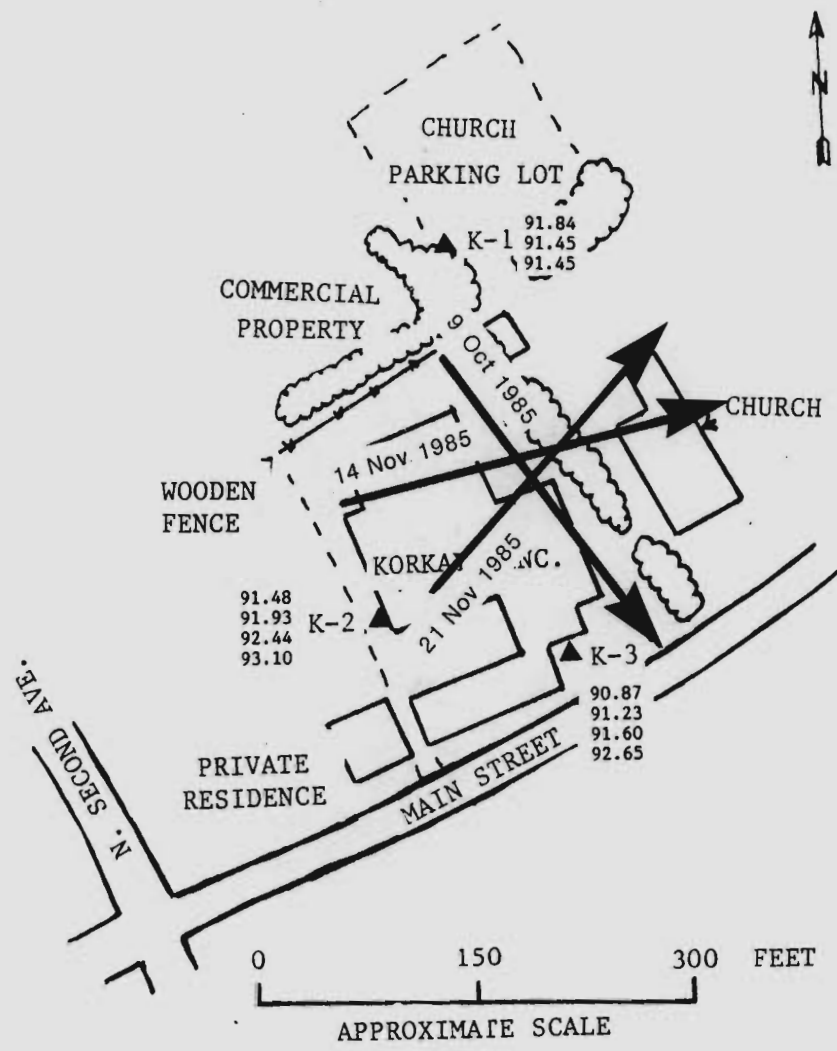 N
CHURCH
PARKING LOT
K-1
91.84
91.45
91.45
COMMERCIAL
PROPERTY
9 Oct 1985
CHURCH
14 Nov 1985
WOODEN
FENCE
21 Nov 1985
91.48
91.93
92.44
93.10
K-2
K-3
90.87
91.23
91.60
92.65
N. SECOND AVE.
PRIVATE
RESIDENCE
MAIN STREET
0 150 300 FEET
APPROXIMATE SCALE